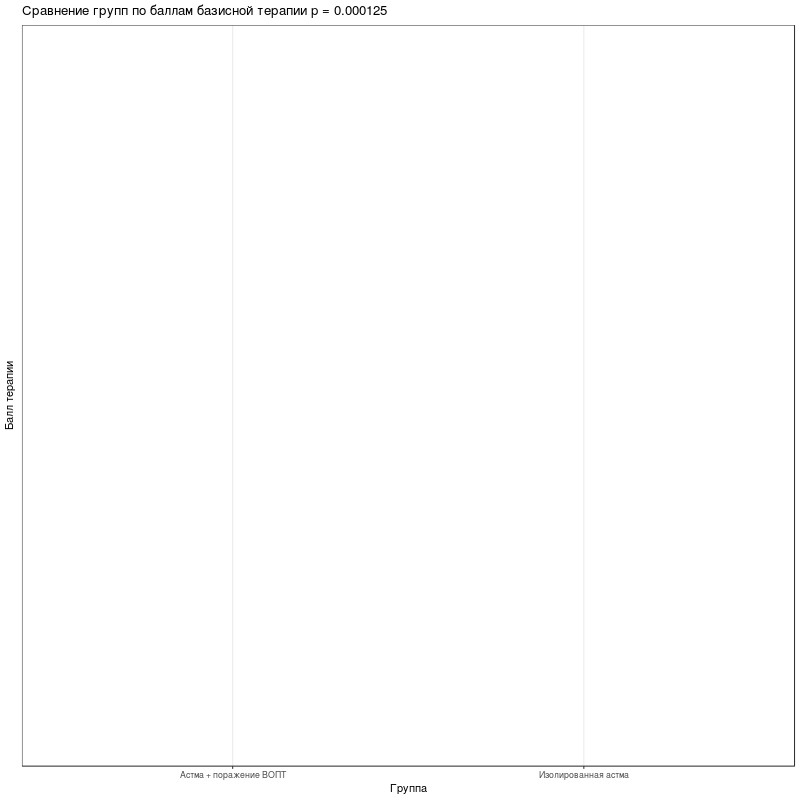 Сравнение групп по баллам базисной терапии p = 0.000125
Балл терапии
Астма + поражение ВОПТ
Изолированная астма
Группа